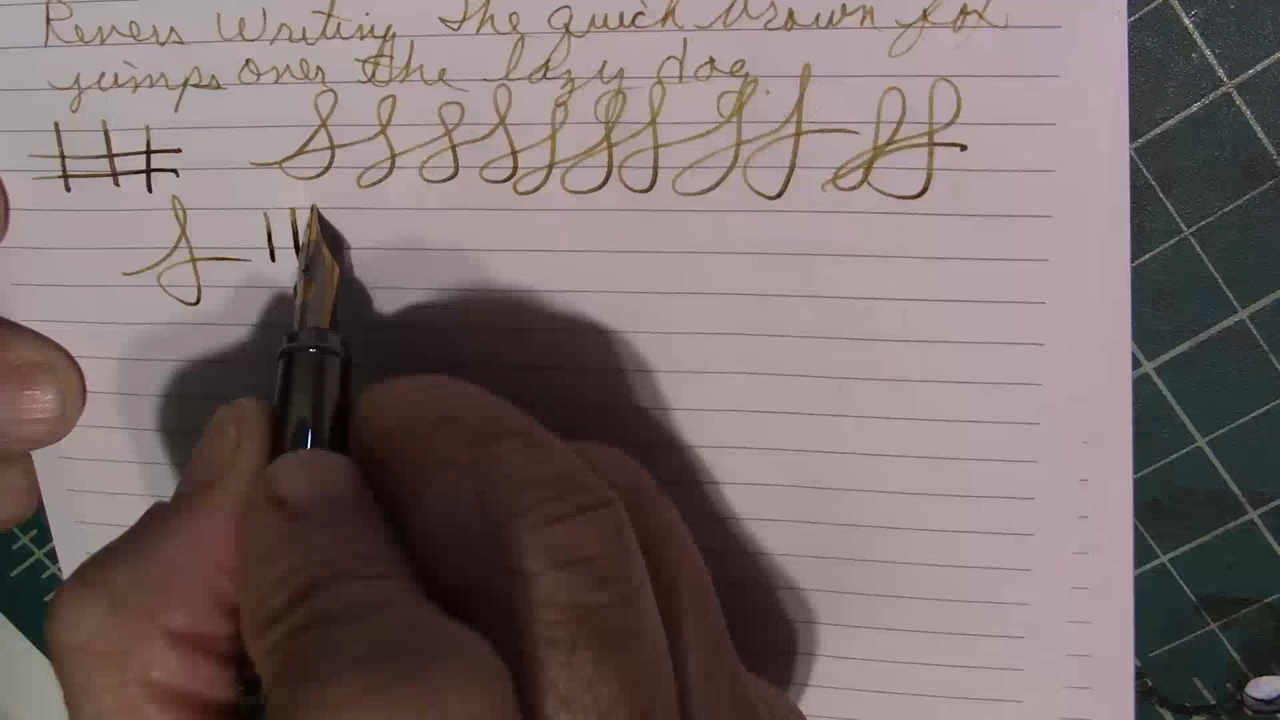 Revers Writing The quick brown fox
jumps over the lazy dog